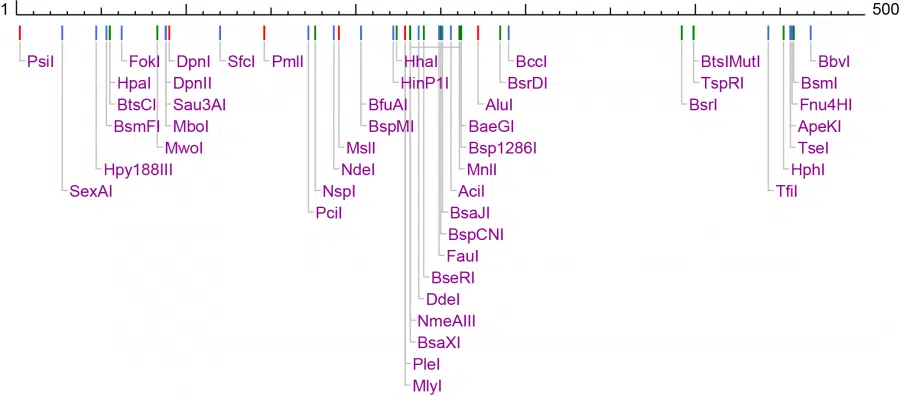 1 500
PsiI FokI DpnI SfcI PmlI HhaI BccI BtsIMutI BbvI
HpaI DpnII HinP1I BsrDI TspRI BsmI
BtsCI Sau3AI BfuAI AluI BsrI Fnu4HI
BsmFI MboI BspMI BaeGI ApeKI
MwoI MslI Bsp1286I TseI
Hpy188III NdeI MnlI HphI
SexAI NspI AciI TfiI
PciI BsaJI
BspCNI
FauI
BseRI
DdeI
NmeAIII
BsaXI
PleI
MlyI